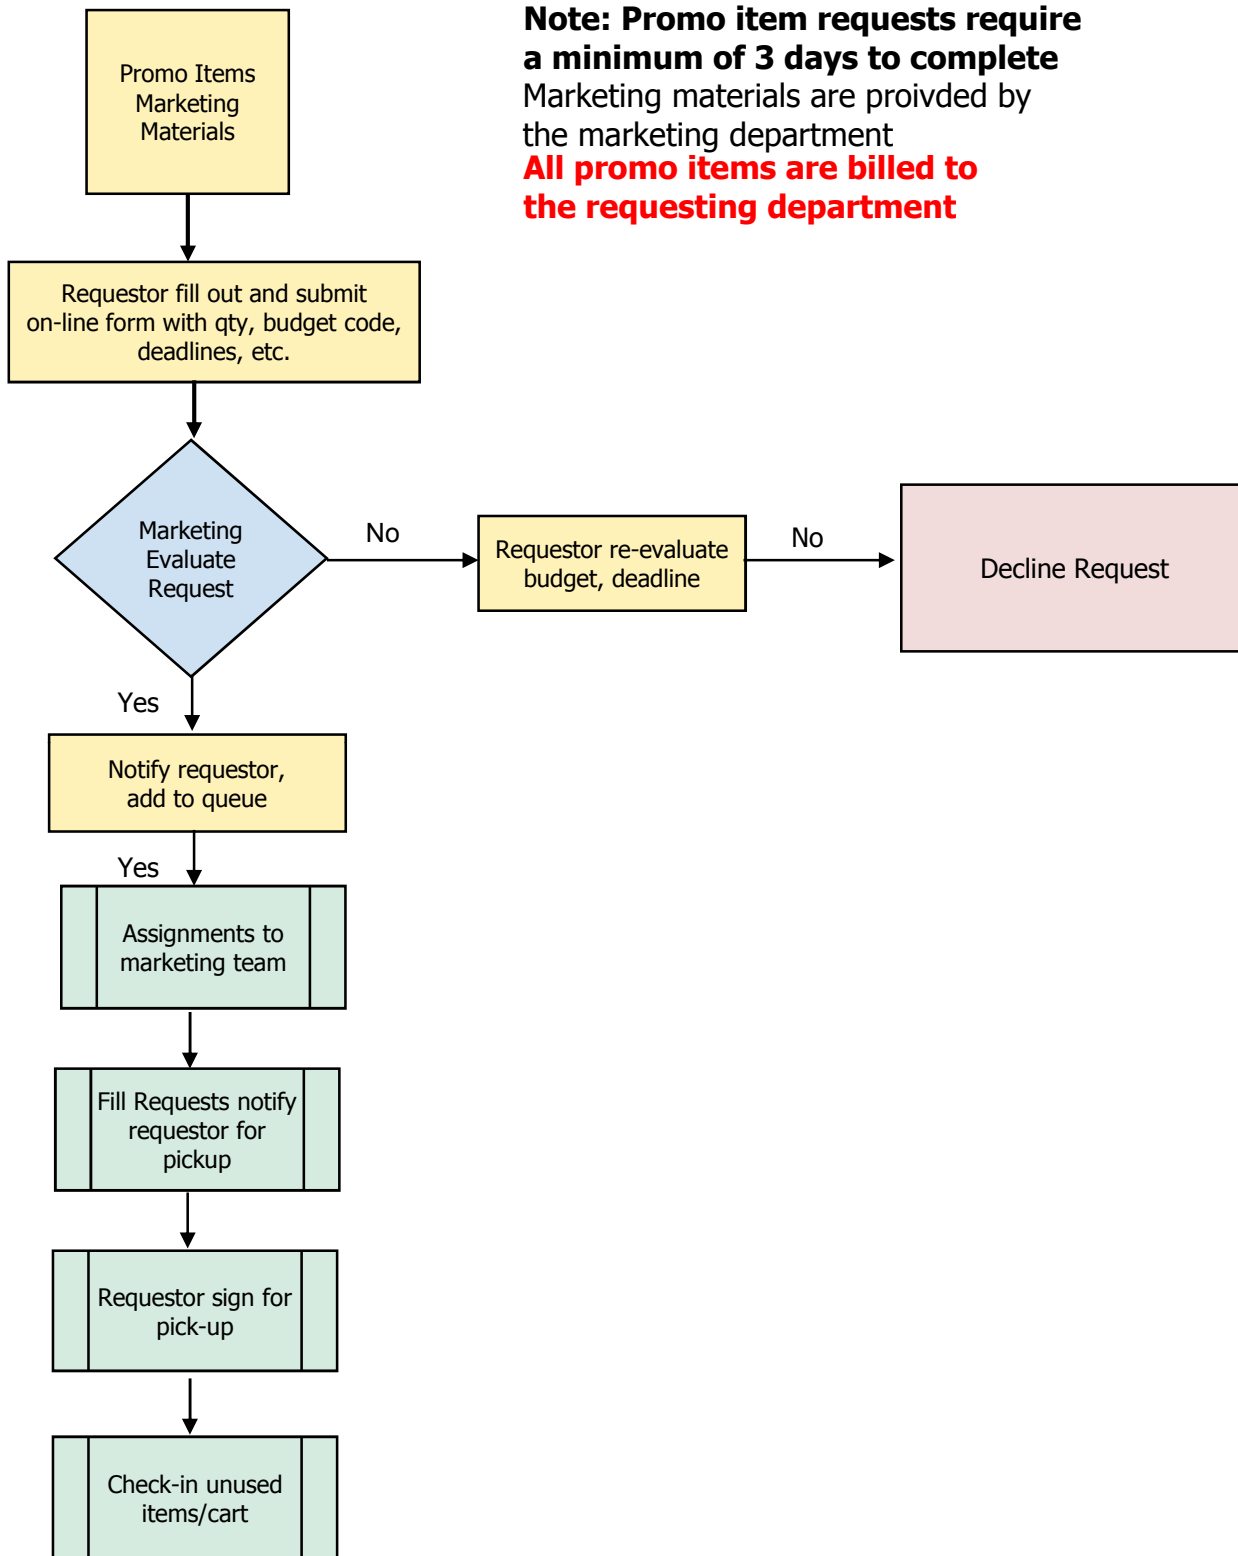 Note: Promo item requests require
a minimum of 3 days to complete
Marketing materials are proivded by
the marketing department
All promo items are billed to
the requesting department
Promo Items
Marketing
Materials
Requestor fill out and submit
on-line form with qty, budget code,
deadlines, etc.
Marketing
Evaluate
Request
No
Requestor re-evaluate
budget, deadline
No
Decline Request
Yes
Notify requestor,
add to queue
Yes
Assignments to
marketing team
Fill Requests notify
requestor for
pickup
Requestor sign for
pick-up
Check-in unused
items/cart